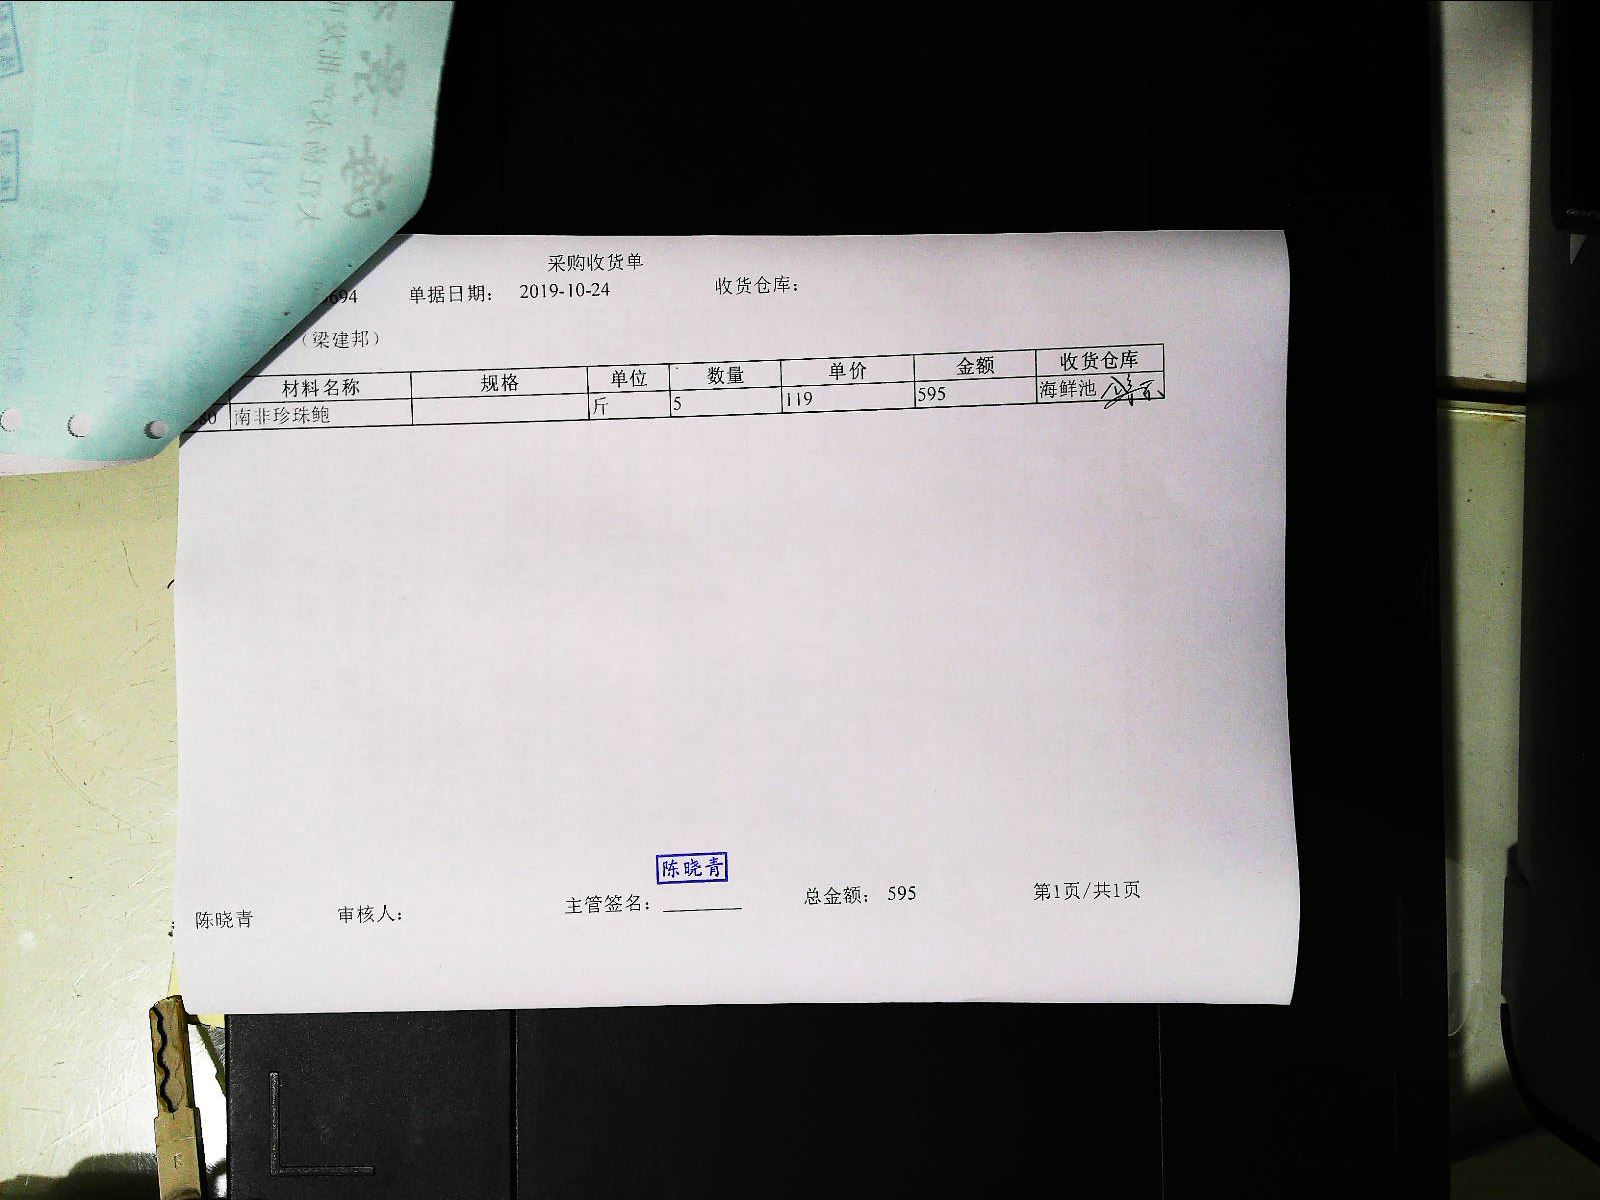 采购收货单
694 单据日期： 2019-10-24 收货仓库：
（梁建邦）
材料名称 规格 单位 数量 单价 金额 收货仓库
80 南非珍珠鲍 斤 5 119 595 海鲜池
陈晓青
陈晓青 审核人： 主管签名： 总金额： 595 第1页/共1页